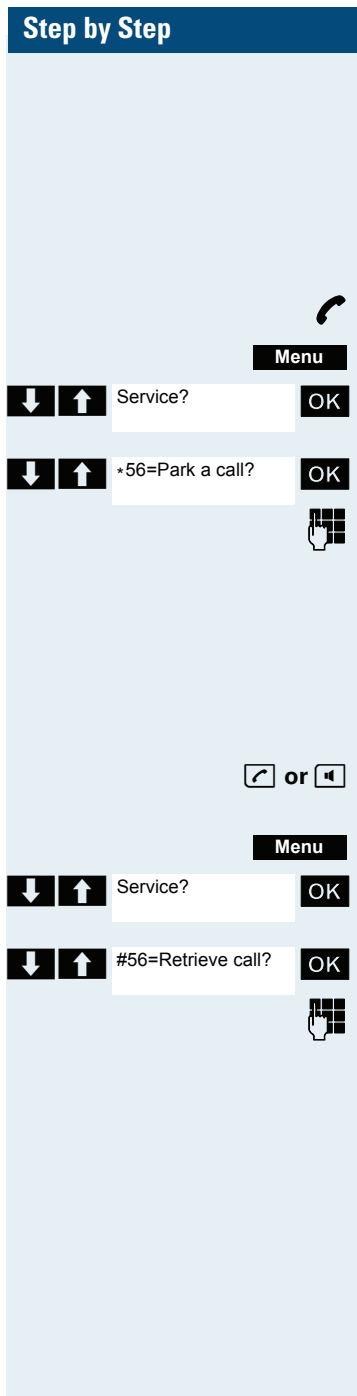 Step by Step
Menu
Service? OK
*56=Park a call? OK
or
Menu
Service? OK
#56=Retrieve call? OK